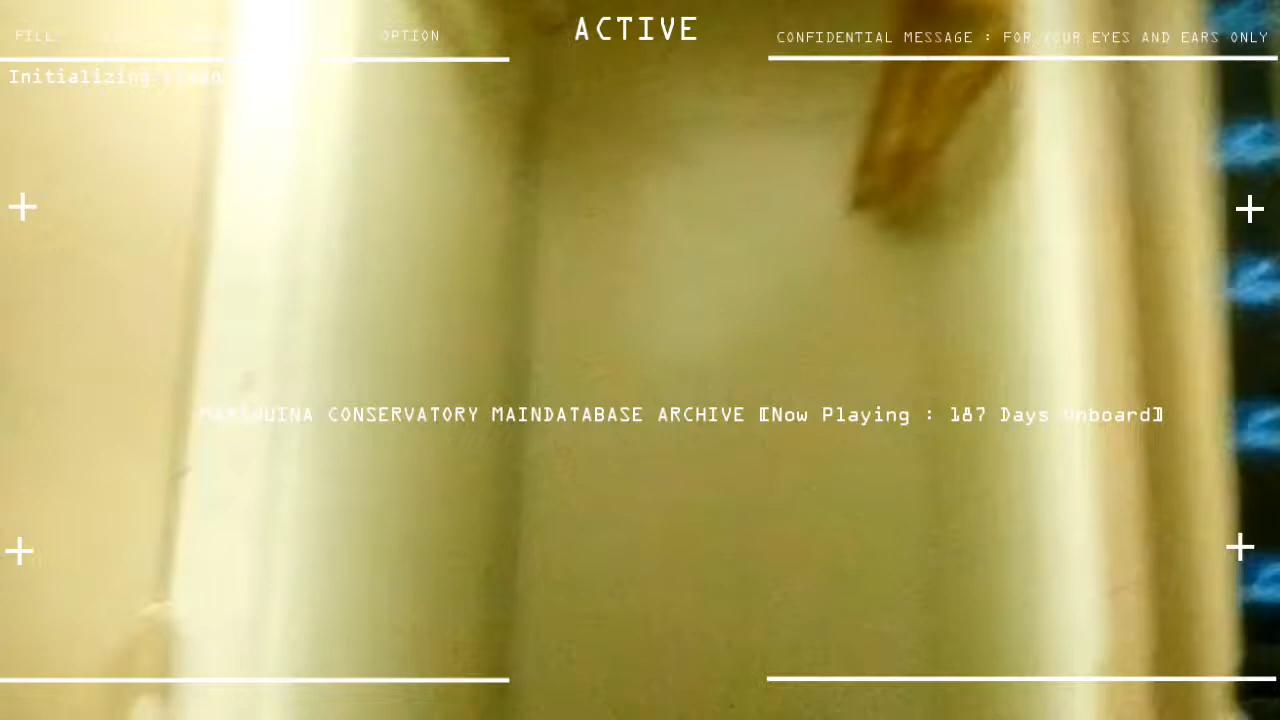 ACTIVE
FILL
OPTION
CONFIDENTIAL MESSAGE : FOR YOUR EYES AND EARS ONLY
Initializing
CONSERVATORY MAINDATABASE ARCHIVE [Now Playing : 187 Days Onboard]